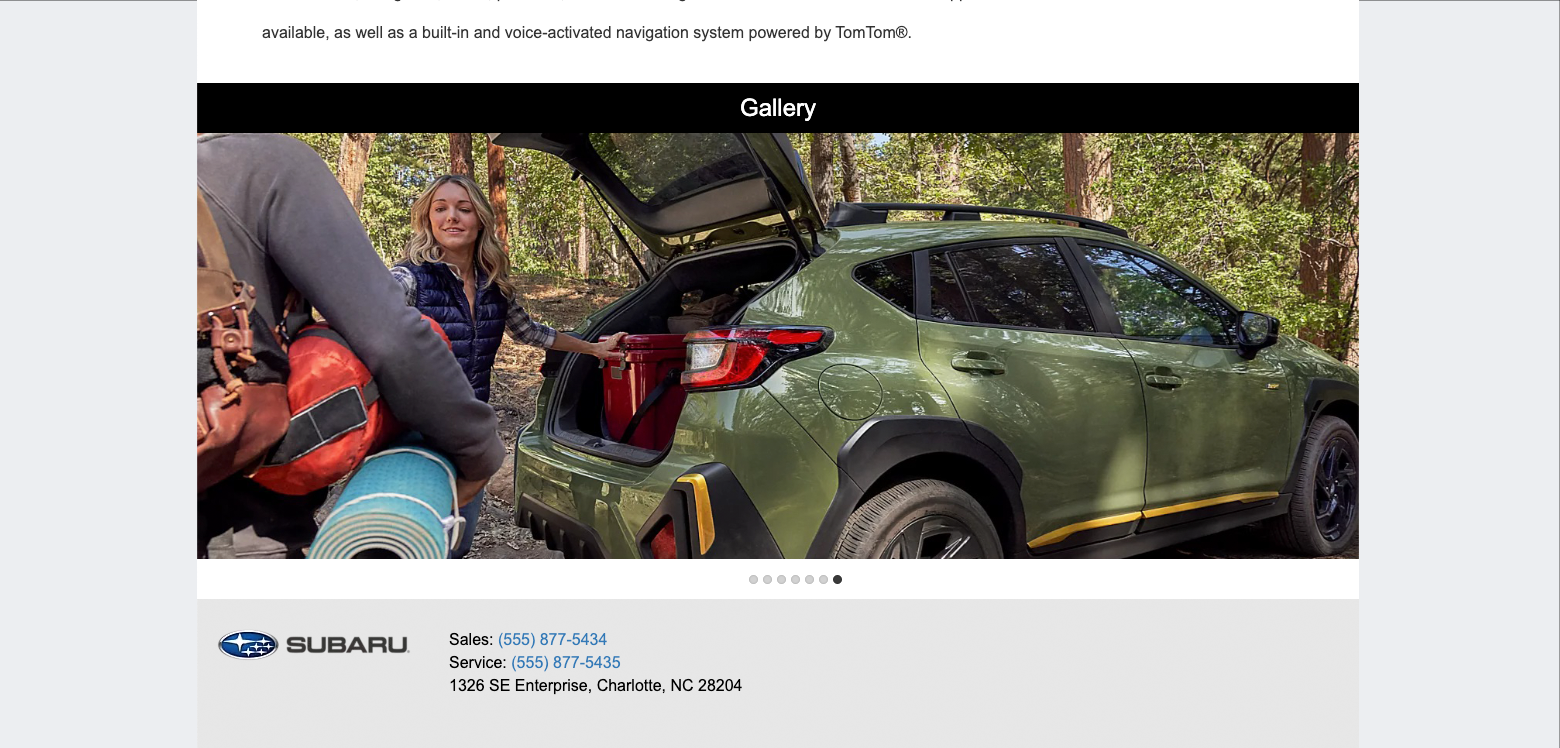 available, as well as a built-in and voice-activated navigation system powered by TomTom®.
Gallery
SUBARU
Sales: (555) 877-5434
Service: (555) 877-5435
1326 SE Enterprise, Charlotte, NC 28204